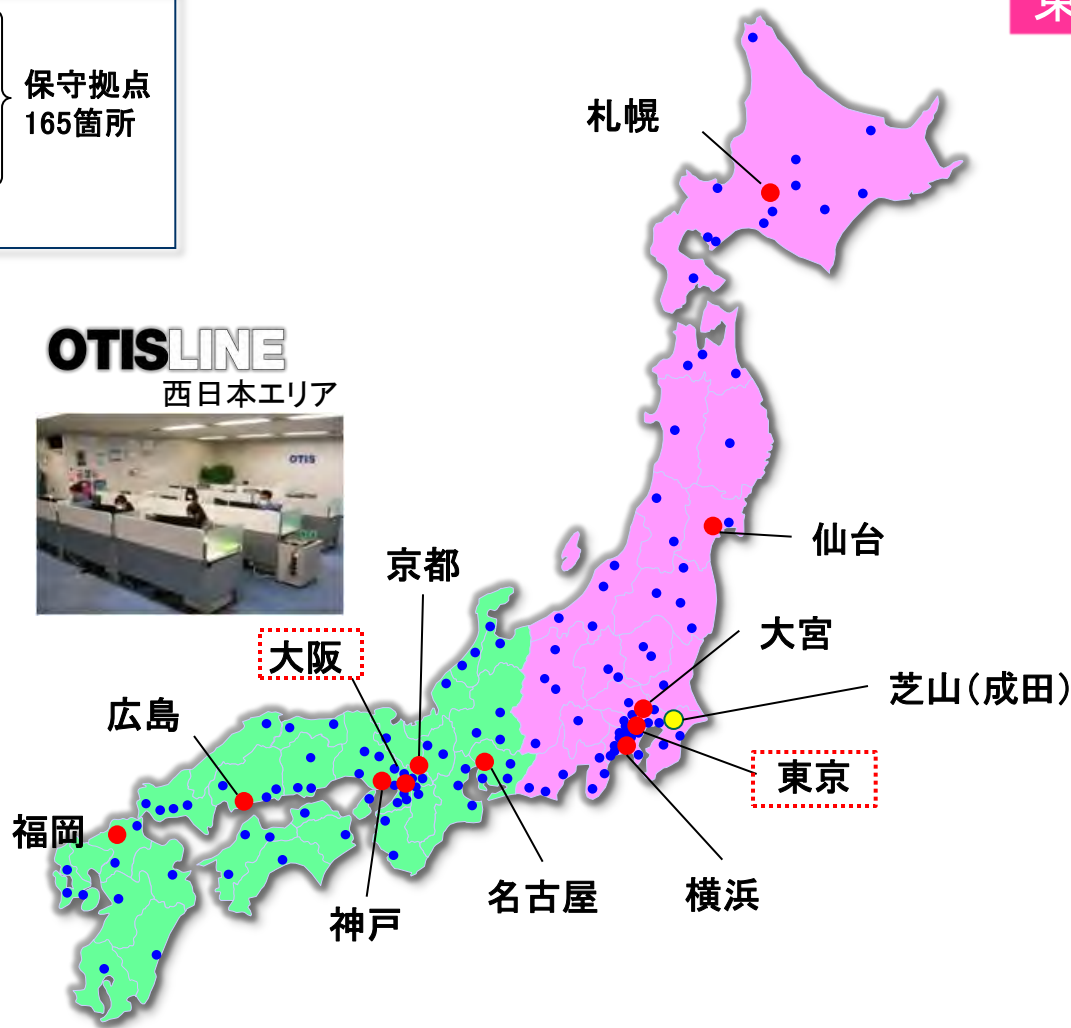 保守拠点
165箇所
札幌
OTISLINE
西日本エリア
OTIS
仙台
京都
大宮
大阪
芝山(成田)
広島
東京
福岡
名古屋
横浜
神戸